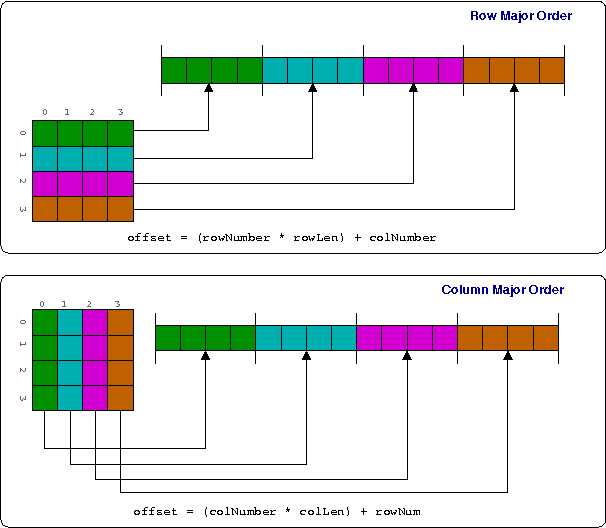 Row Major Order
0 1 2 3
0
1
2
3
offset = (rowNumber * rowLen) + colNumber
Column Major Order
0 1 2 3
0
1
2
3
offset = (colNumber * colLen) + rowNum